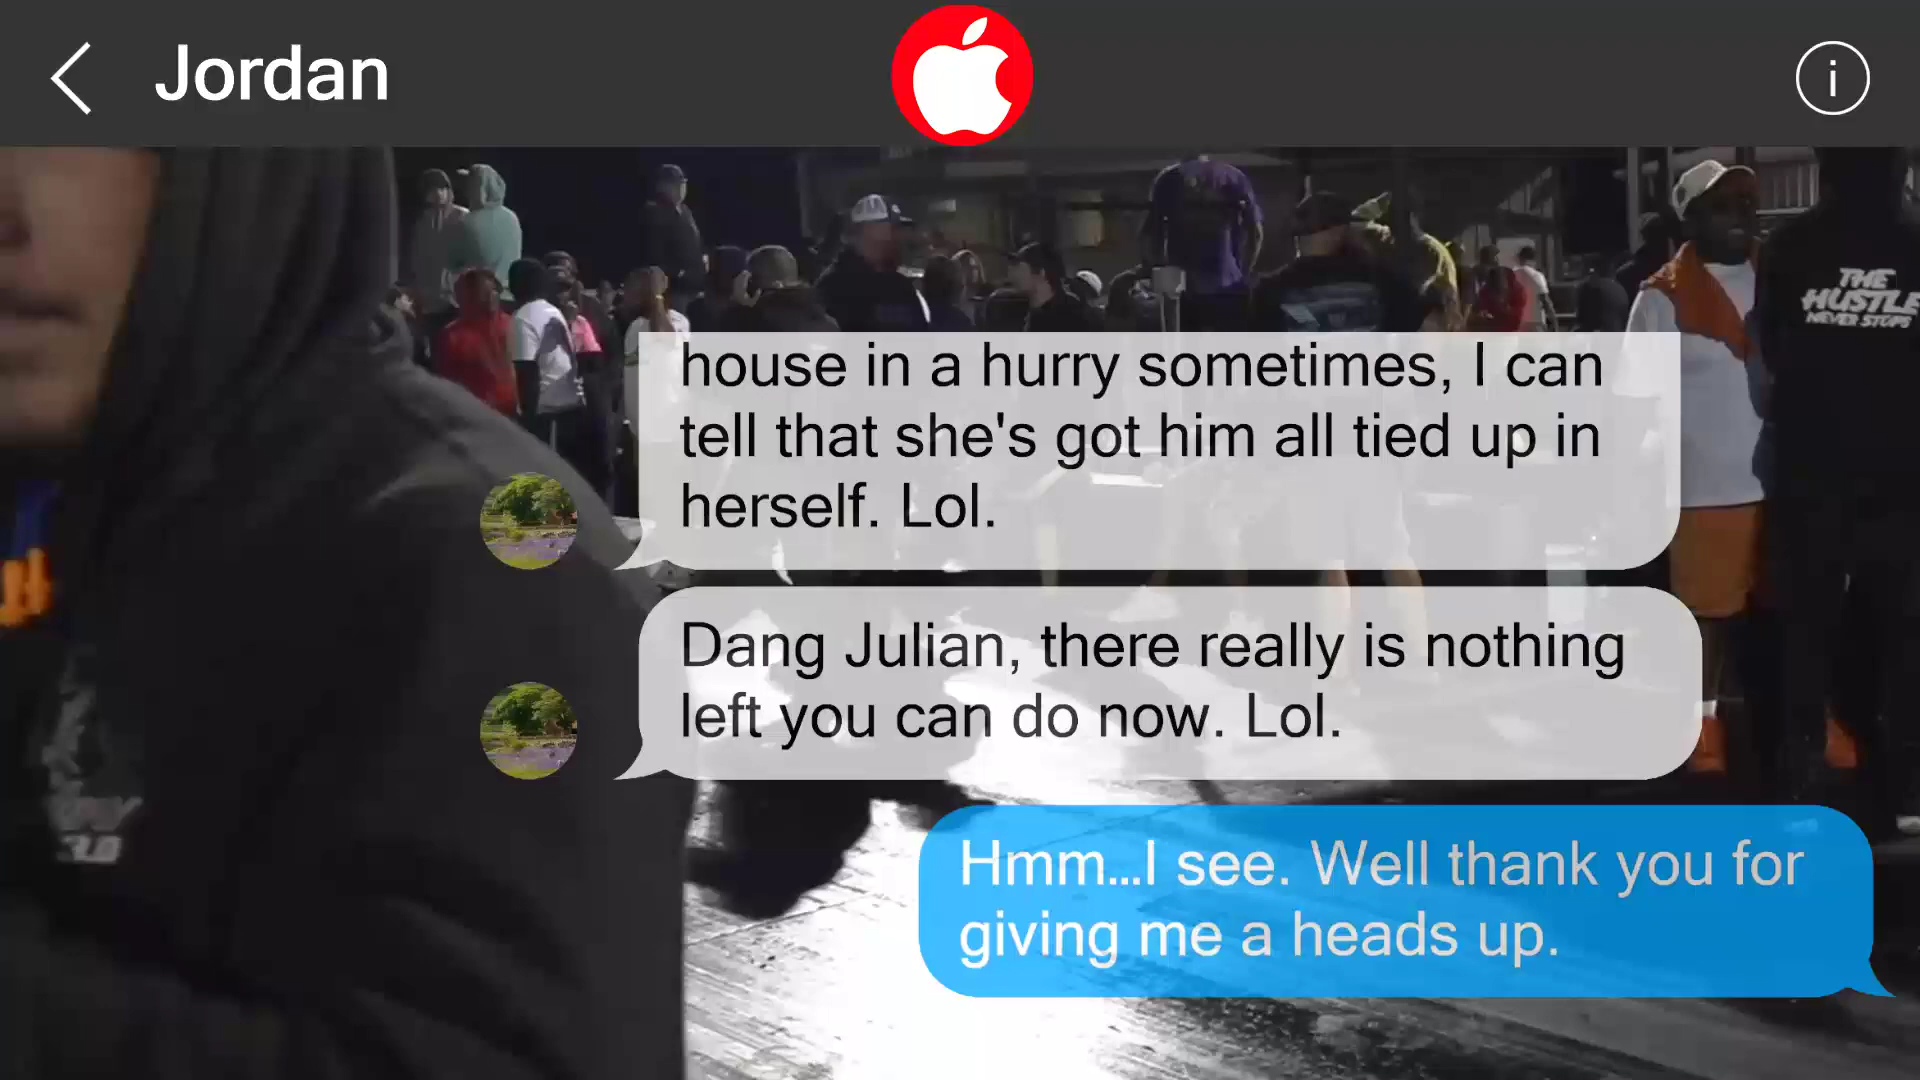 Jordan
i
THE
HUSTLE
NEVER STOPS
house in a hurry sometimes, I can
tell that she's got him all tied up in
herself. Lol.
Dang Julian, there really is nothing
left you can do now. Lol.
Hmm...I see. Well thank you for
giving me a heads up.